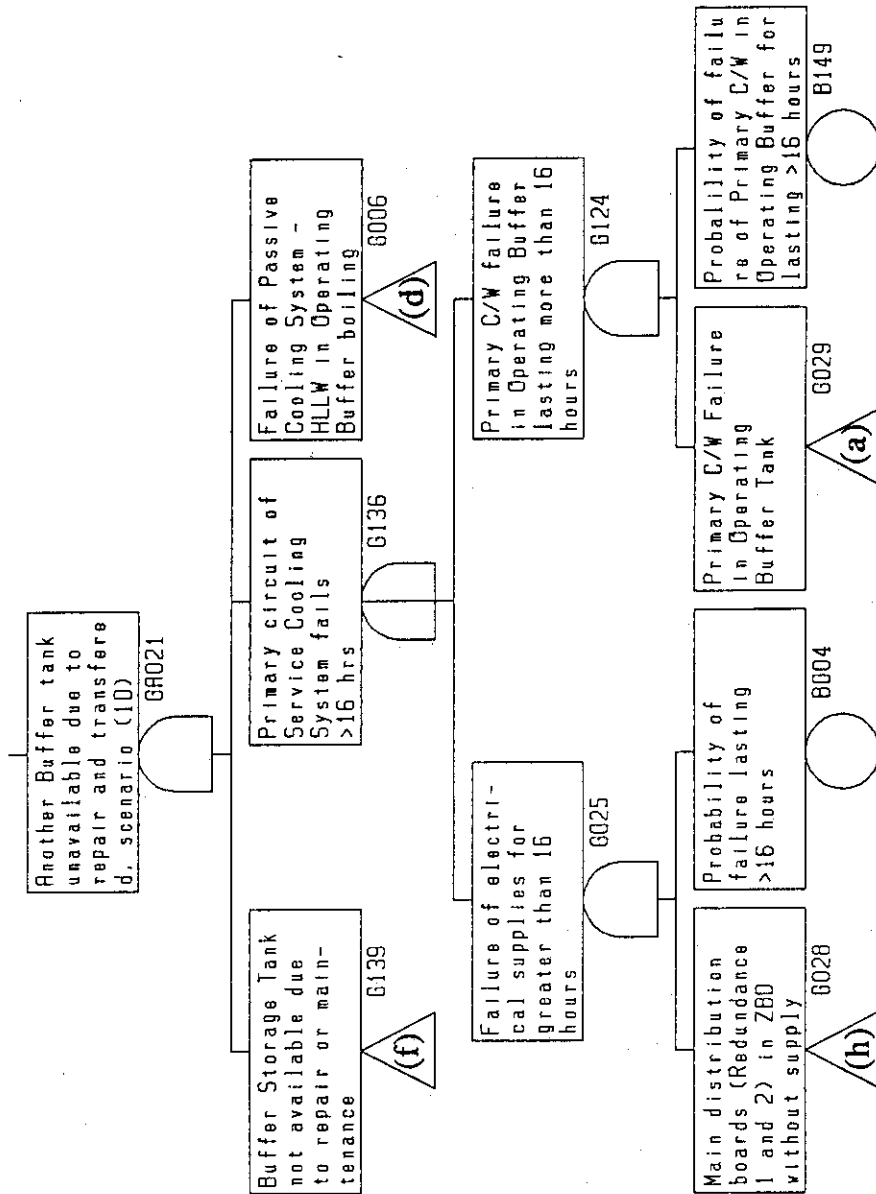 Another Buffer tank
unavailable due to
repair and transfere
d, scenario (1D)
GA021
Buffer Storage Tank
not available due
to repair or main-
tenance
G139
(f)
Primary circuit of
Service Cooling
System fails
>16 hrs
G136
Failure of Passive
Cooling System -
HLLW in Operating
Buffer boiling
G006
(d)
Failure of electri-
cal supplies for
greater than 16
hours
G025
Primary C/W failure
in Operating Buffer
lasting more than 16
hours
G124
Main distribution
boards (Redundance
1 and 2) in ZBD
without supply
G028
(h)
Probability of
failure lasting
>16 hours
B004
Primary C/W Failure
in Operating
Buffer Tank
G029
(a)
Probalility of failu
re of Primary C/W in
Operating Buffer for
lasting >16 hours
B149